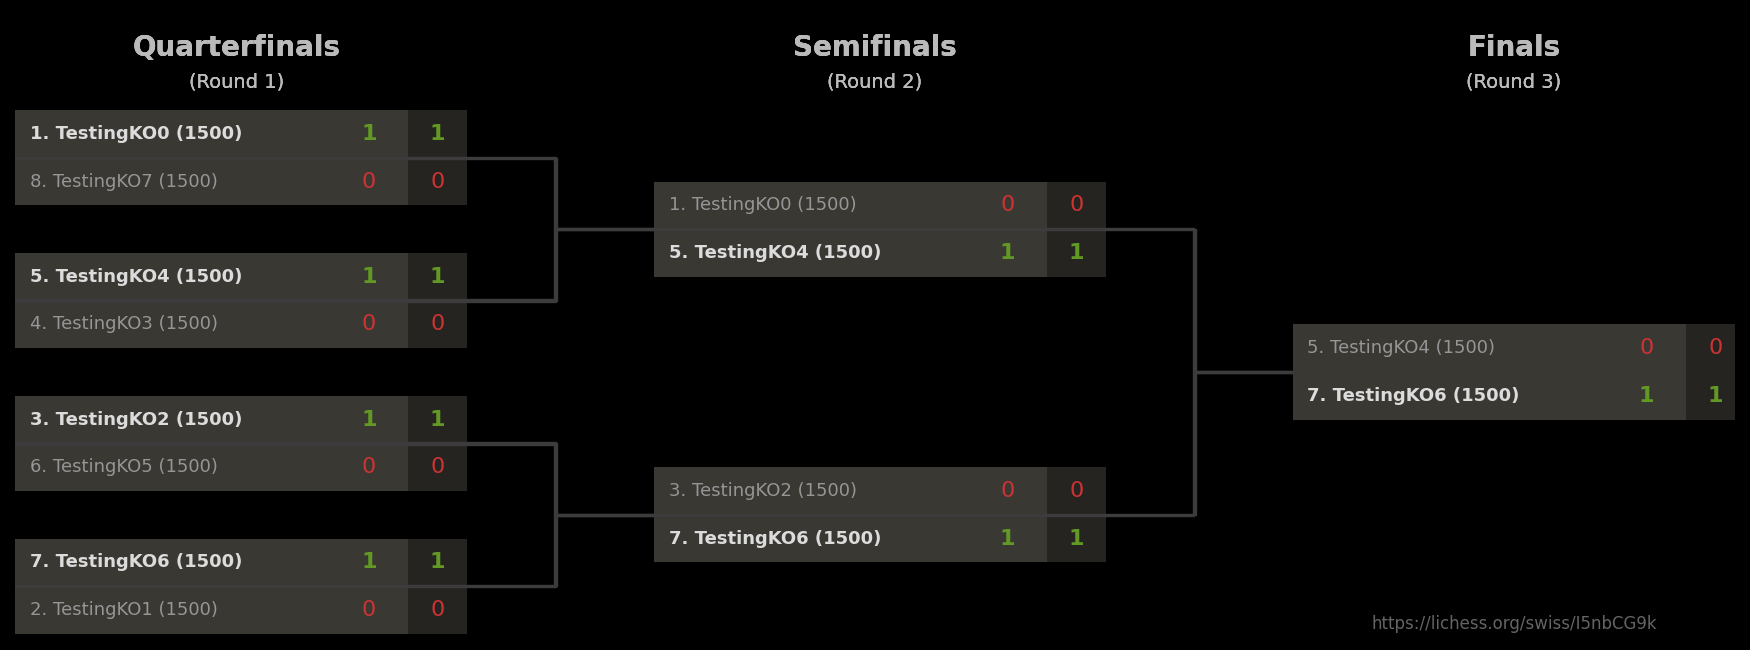 Quarterfinals
(Round 1)
1. TestingKO0 (1500) 1 1
8. TestingKO7 (1500) 0 0
5. TestingKO4 (1500) 1 1
4. TestingKO3 (1500) 0 0
3. TestingKO2 (1500) 1 1
6. TestingKO5 (1500) 0 0
7. TestingKO6 (1500) 1 1
2. TestingKO1 (1500) 0 0
Semifinals
(Round 2)
1. TestingKO0 (1500) 0 0
5. TestingKO4 (1500) 1 1
3. TestingKO2 (1500) 0 0
7. TestingKO6 (1500) 1 1
Finals
(Round 3)
5. TestingKO4 (1500) 0 0
7. TestingKO6 (1500) 1 1
https://lichess.org/swiss/I5nbCG9k